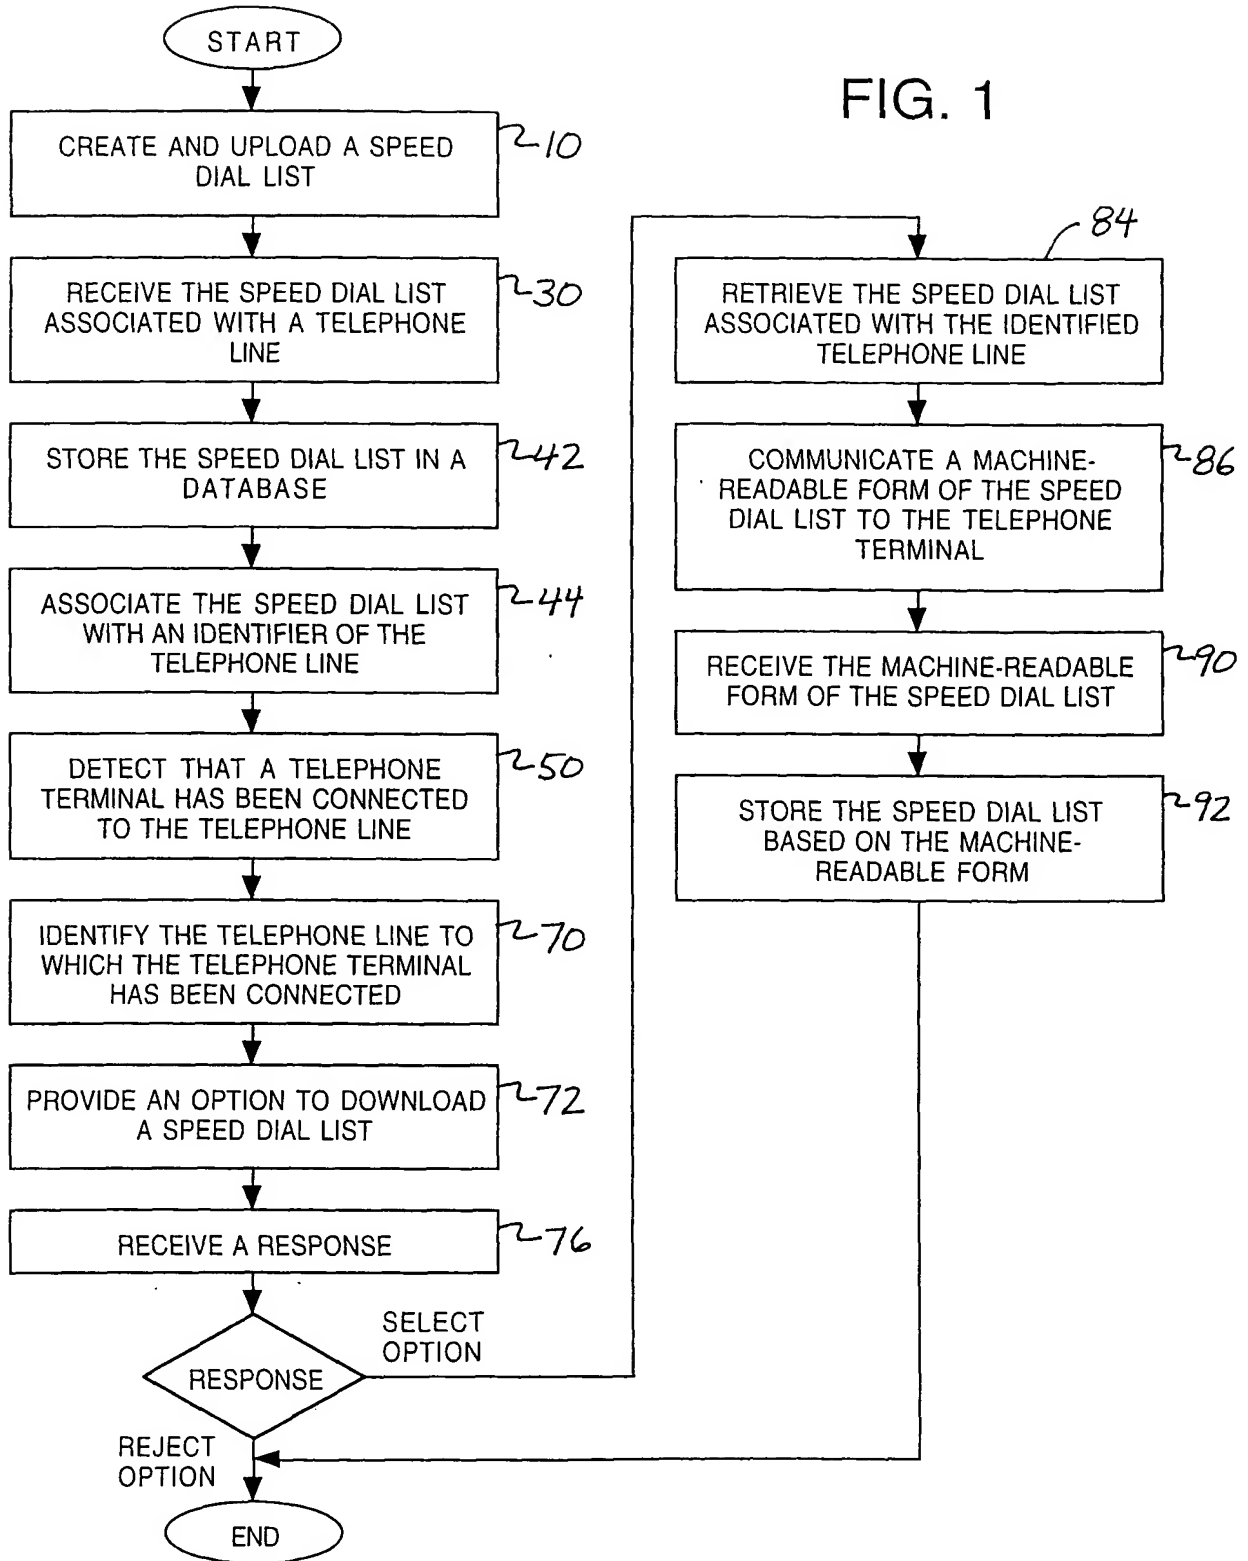 START
FIG. 1
CREATE AND UPLOAD A SPEED
DIAL LIST
10
RECEIVE THE SPEED DIAL LIST
ASSOCIATED WITH A TELEPHONE
LINE
30
STORE THE SPEED DIAL LIST IN A
DATABASE
42
ASSOCIATE THE SPEED DIAL LIST
WITH AN IDENTIFIER OF THE
TELEPHONE LINE
44
DETECT THAT A TELEPHONE
TERMINAL HAS BEEN CONNECTED
TO THE TELEPHONE LINE
50
IDENTIFY THE TELEPHONE LINE TO
WHICH THE TELEPHONE TERMINAL
HAS BEEN CONNECTED
70
PROVIDE AN OPTION TO DOWNLOAD
A SPEED DIAL LIST
72
RECEIVE A RESPONSE
76
RESPONSE
SELECT
OPTION
REJECT
OPTION
END
84
RETRIEVE THE SPEED DIAL LIST
ASSOCIATED WITH THE IDENTIFIED
TELEPHONE LINE
COMMUNICATE A MACHINE-
READABLE FORM OF THE SPEED
DIAL LIST TO THE TELEPHONE
TERMINAL
86
RECEIVE THE MACHINE-READABLE
FORM OF THE SPEED DIAL LIST
90
STORE THE SPEED DIAL LIST
BASED ON THE MACHINE-
READABLE FORM
92